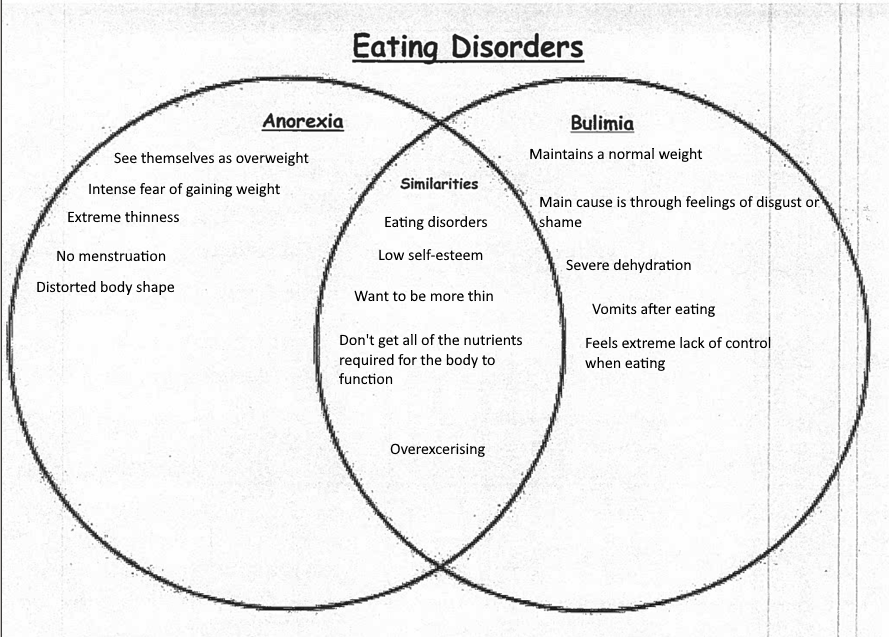 Eating Disorders
Anorexia
See themselves as overweight
Intense fear of gaining weight
Extreme thinness
No menstruation
Distorted body shape
Similarities
Eating disorders
Low self-esteem
Want to be more thin
Don't get all of the nutrients
required for the body to
function
Overexcerising
Bulimia
Maintains a normal weight
Main cause is through feelings of disgust or
shame
Severe dehydration
Vomits after eating
Feels extreme lack of control
when eating